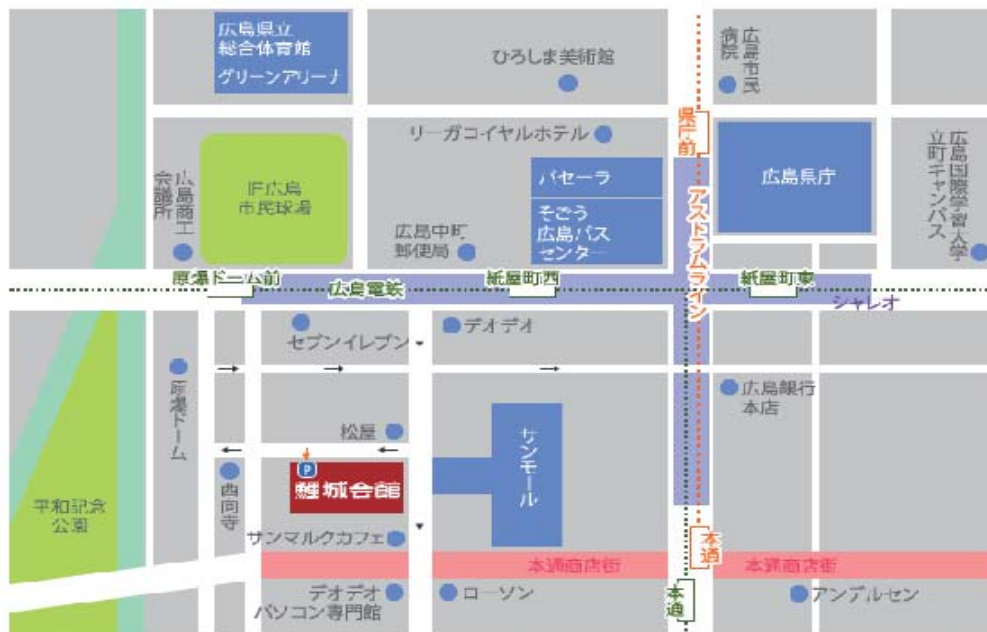 広島県立
総合体育館
グリーンアリーナ
ひろしま美術館
広島市民
病院
県庁前
リーガロイヤルホテル
広島商工
会議所
旧広島
市民球場
パセーラ
そごう
広島バス
センター
広島中町
郵便局
アストラムライン
広島県庁
広島国際学習大学
立町キャンパス
原爆ドーム前
広島電鉄
紙屋町西
紙屋町東
シャレオ
セブンイレブン
デオデオ
原爆ドーム
広島銀行
本店
松屋
サンモール
P
鯉城会館
西向寺
平和記念
公園
サンマルクカフェ
本通
本通商店街
本通商店街
デオデオ
パソコン専門館
ローソン
本通
アンデルセン